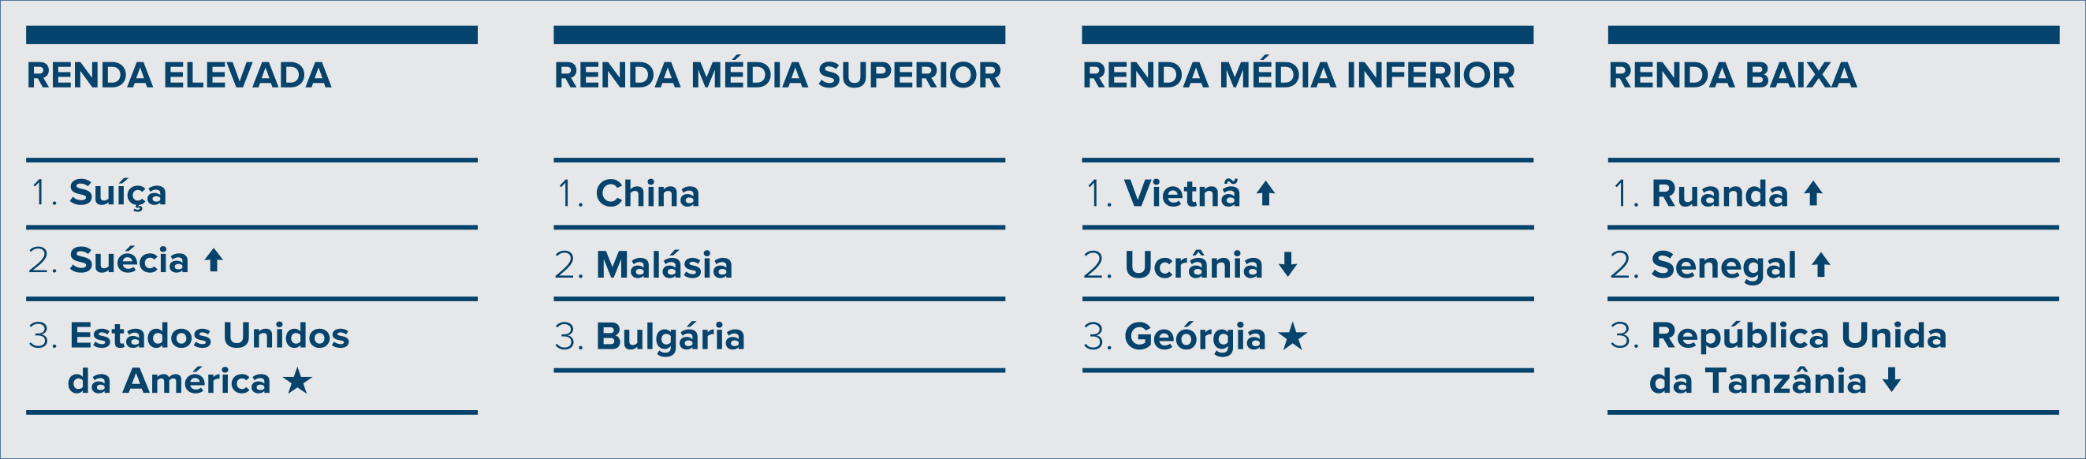 RENDA ELEVADA
1. Suíça
2. Suécia ⬆
3. Estados Unidos
da América ★
RENDA MÉDIA SUPERIOR
1. China
2. Malásia
3. Bulgária
RENDA MÉDIA INFERIOR
1. Vietnã ⬆
2. Ucrânia ⬇
3. Geórgia ★
RENDA BAIXA
1. Ruanda ⬆
2. Senegal ⬆
3. República Unida
da Tanzânia ⬇